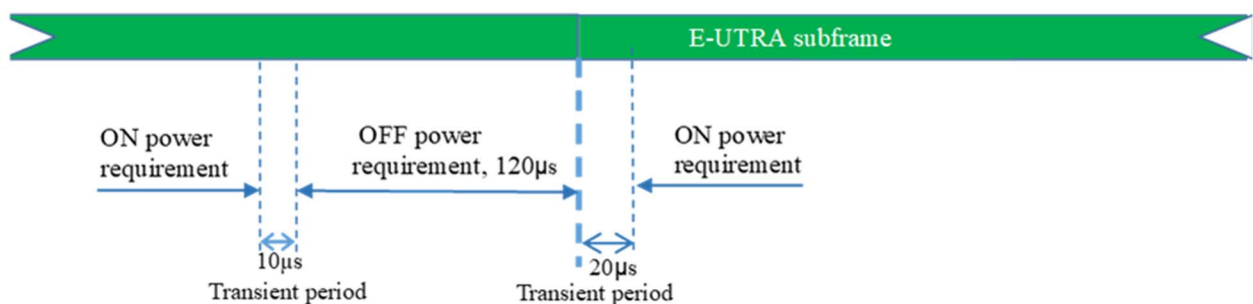 E-UTRA subframe
ON power
requirement
OFF power
requirement, 120μs
ON power
requirement
10μs
Transient period
20μs
Transient period